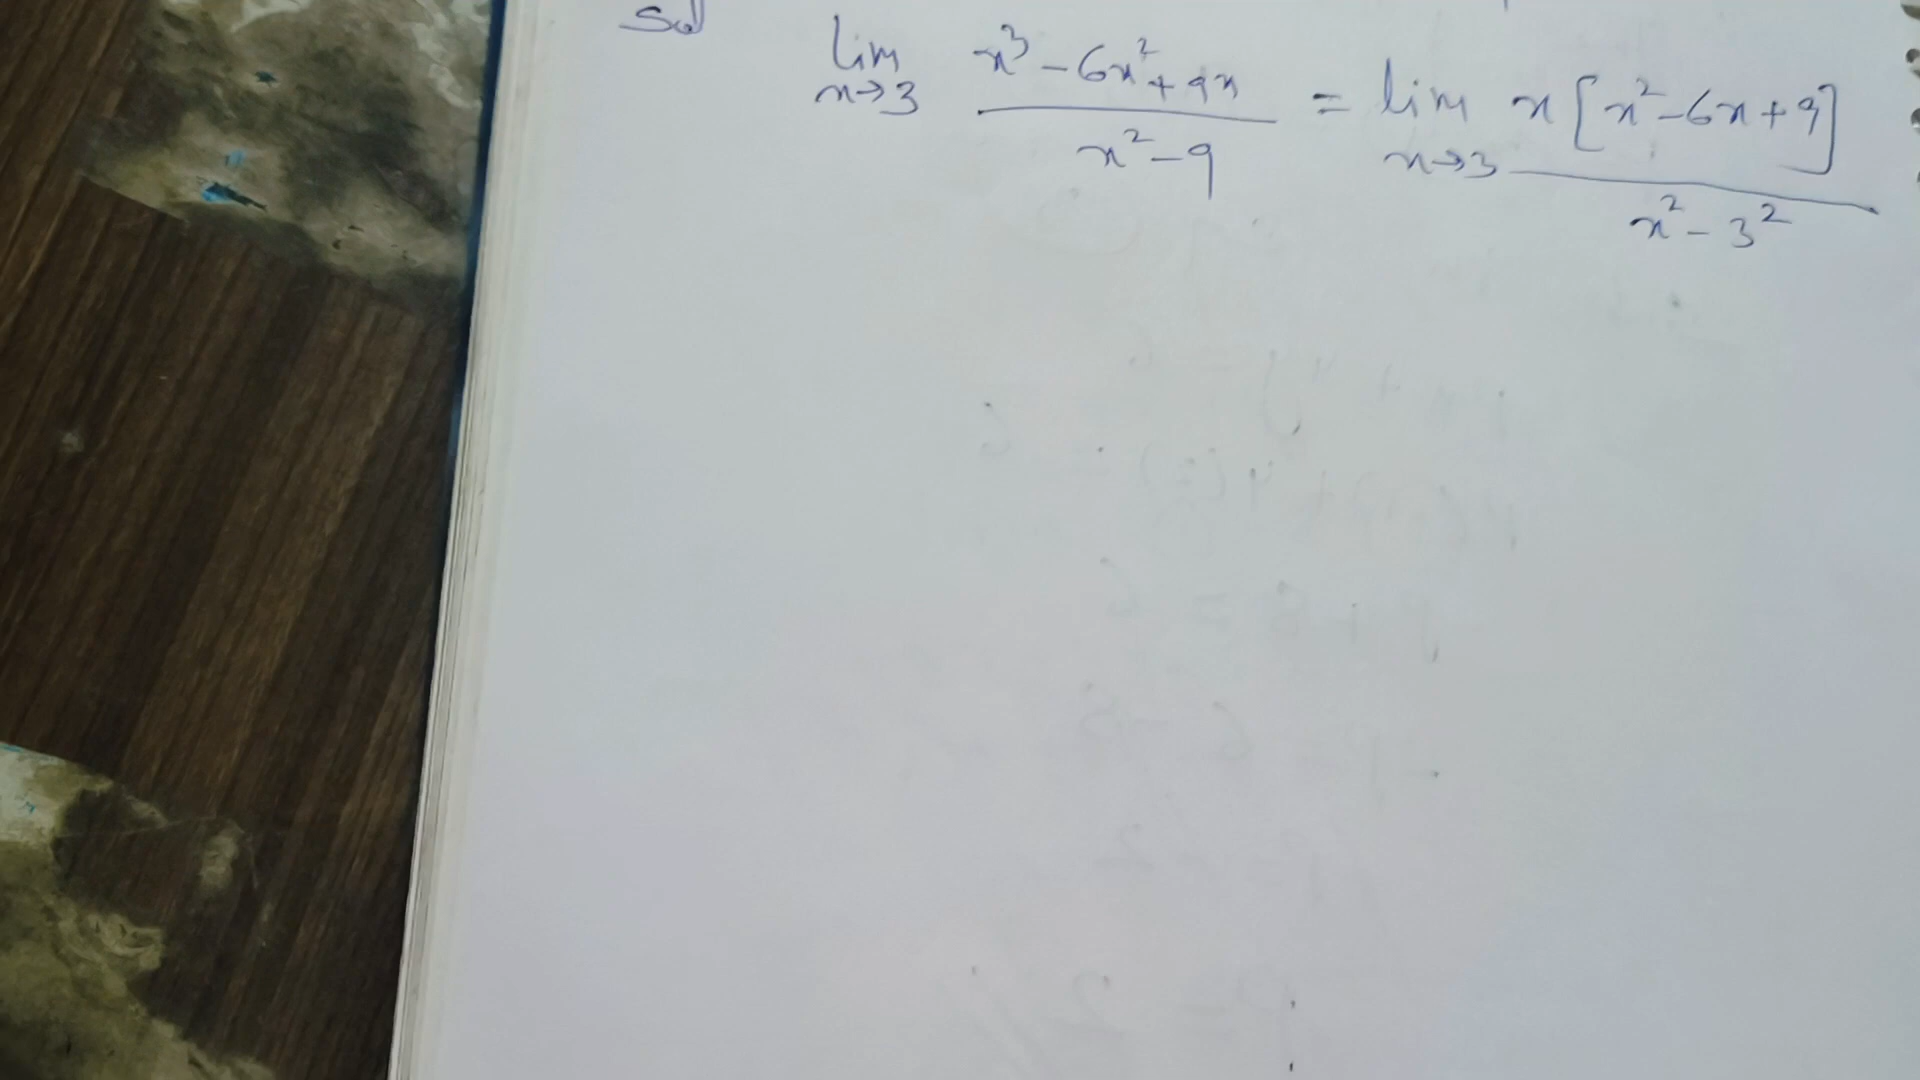 Sol
lim x→3 x³-6x²+9x / x²-9 = lim x→3 x[x²-6x+9] / x²-3²